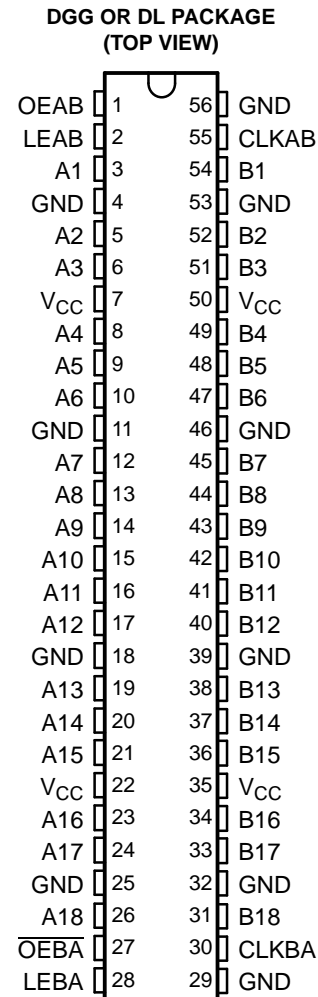 DGG OR DL PACKAGE
(TOP VIEW)
OEAB 1 56 GND
LEAB 2 55 CLKAB
A1 3 54 B1
GND 4 53 GND
A2 5 52 B2
A3 6 51 B3
VCC 7 50 VCC
A4 8 49 B4
A5 9 48 B5
A6 10 47 B6
GND 11 46 GND
A7 12 45 B7
A8 13 44 B8
A9 14 43 B9
A10 15 42 B10
A11 16 41 B11
A12 17 40 B12
GND 18 39 GND
A13 19 38 B13
A14 20 37 B14
A15 21 36 B15
VCC 22 35 VCC
A16 23 34 B16
A17 24 33 B17
GND 25 32 GND
A18 26 31 B18
O̅E̅B̅A̅ 27 30 CLKBA
LEBA 28 29 GND